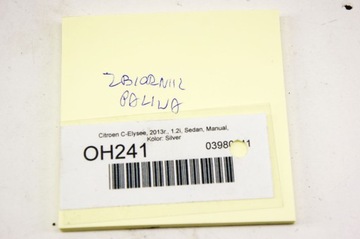 ZBIORNIK
PALIWA
Citroen C-Elysee, 2013r., 1.2i, Sedan, Manual,
Kolor: Silver
OH241